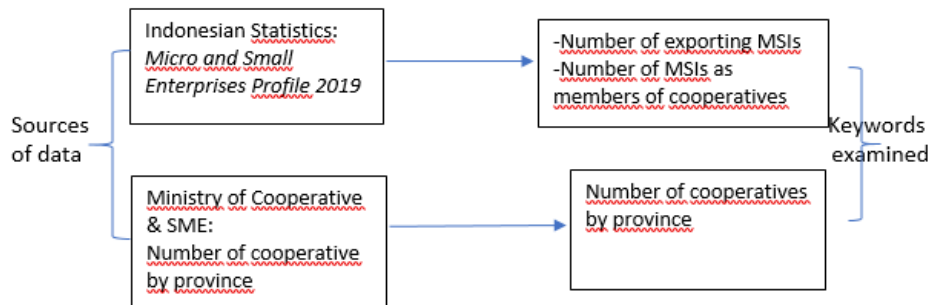 Indonesian Statistics:
Micro and Small
Enterprises Profile 2019
-Number of exporting MSIs
-Number of MSIs as
members of cooperatives
Sources
of data
Keywords
examined
Ministry of Cooperative
& SME:
Number of cooperative
by province
Number of cooperatives
by province